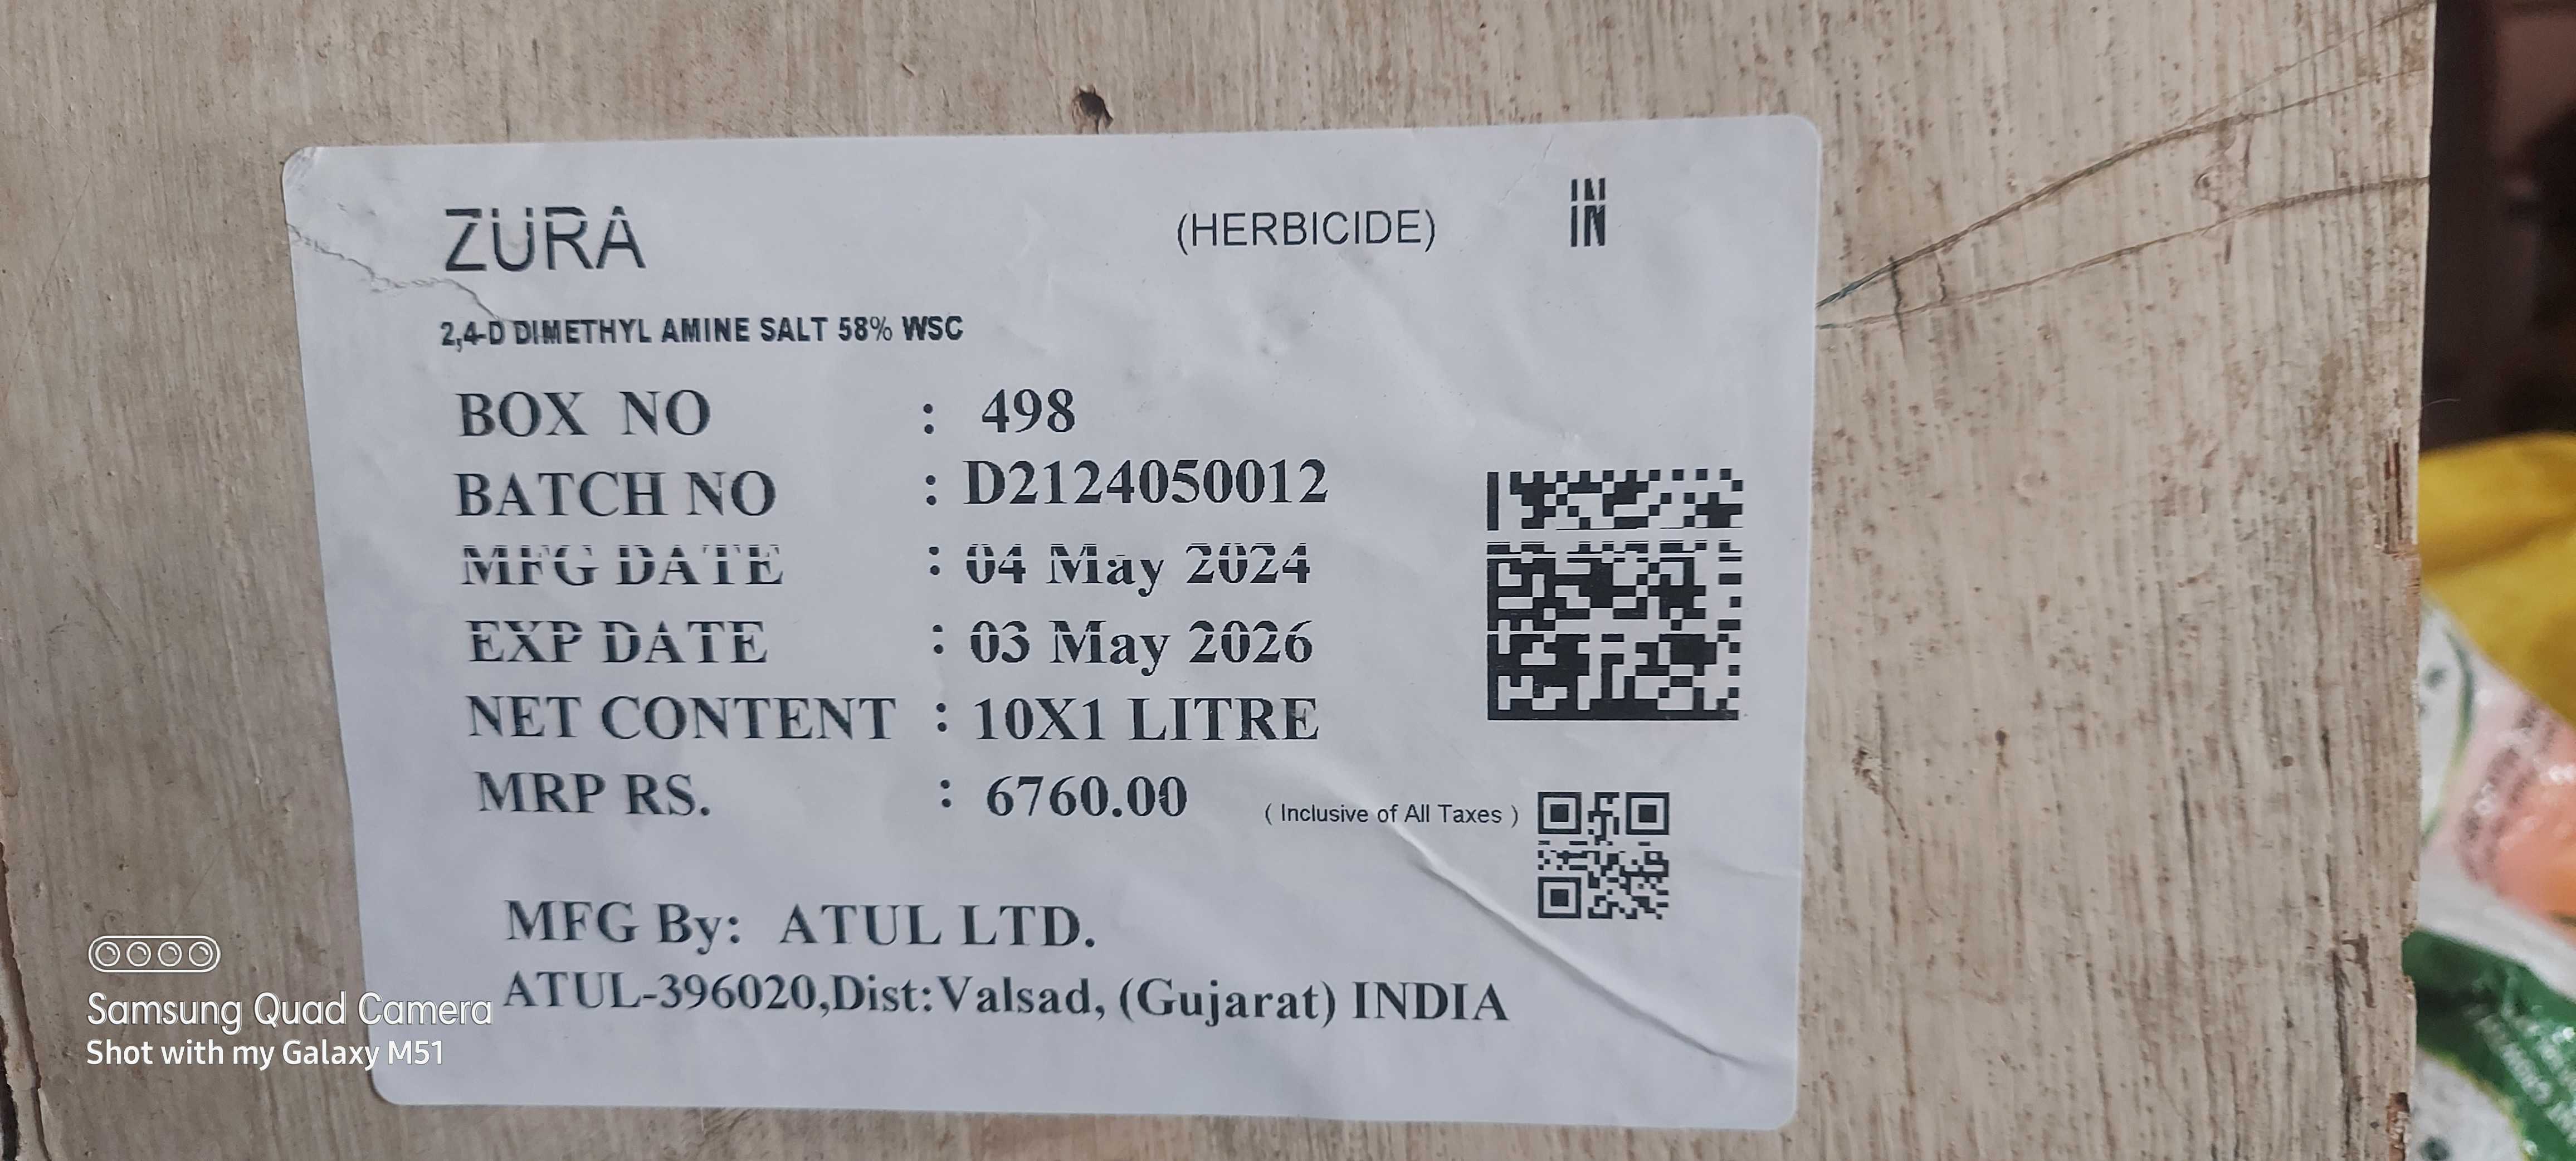 ZURA (HERBICIDE) IN
2,4-D DIMETHYL AMINE SALT 58% WSC
BOX NO : 498
BATCH NO : D2124050012
MFG DATE : 04 May 2024
EXP DATE : 03 May 2026
NET CONTENT : 10X1 LITRE
MRP RS. : 6760.00 ( Inclusive of All Taxes )
MFG By: ATUL LTD.
ATUL-396020,Dist:Valsad, (Gujarat) INDIA
Samsung Quad Camera
Shot with my Galaxy M51